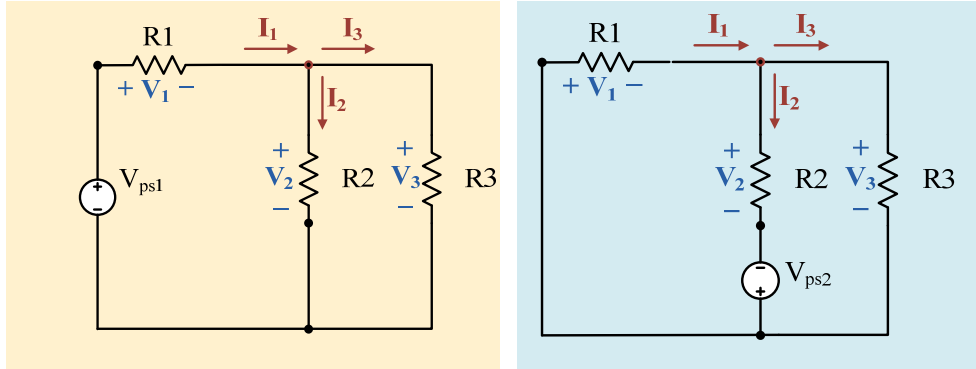 I1 I3
R1
+ V1 −
I2
+
V2
−
R2
+
V3
−
R3
Vps1
+
−
I1 I3
R1
+ V1 −
I2
+
V2
−
R2
+
V3
−
R3
−
+
Vps2